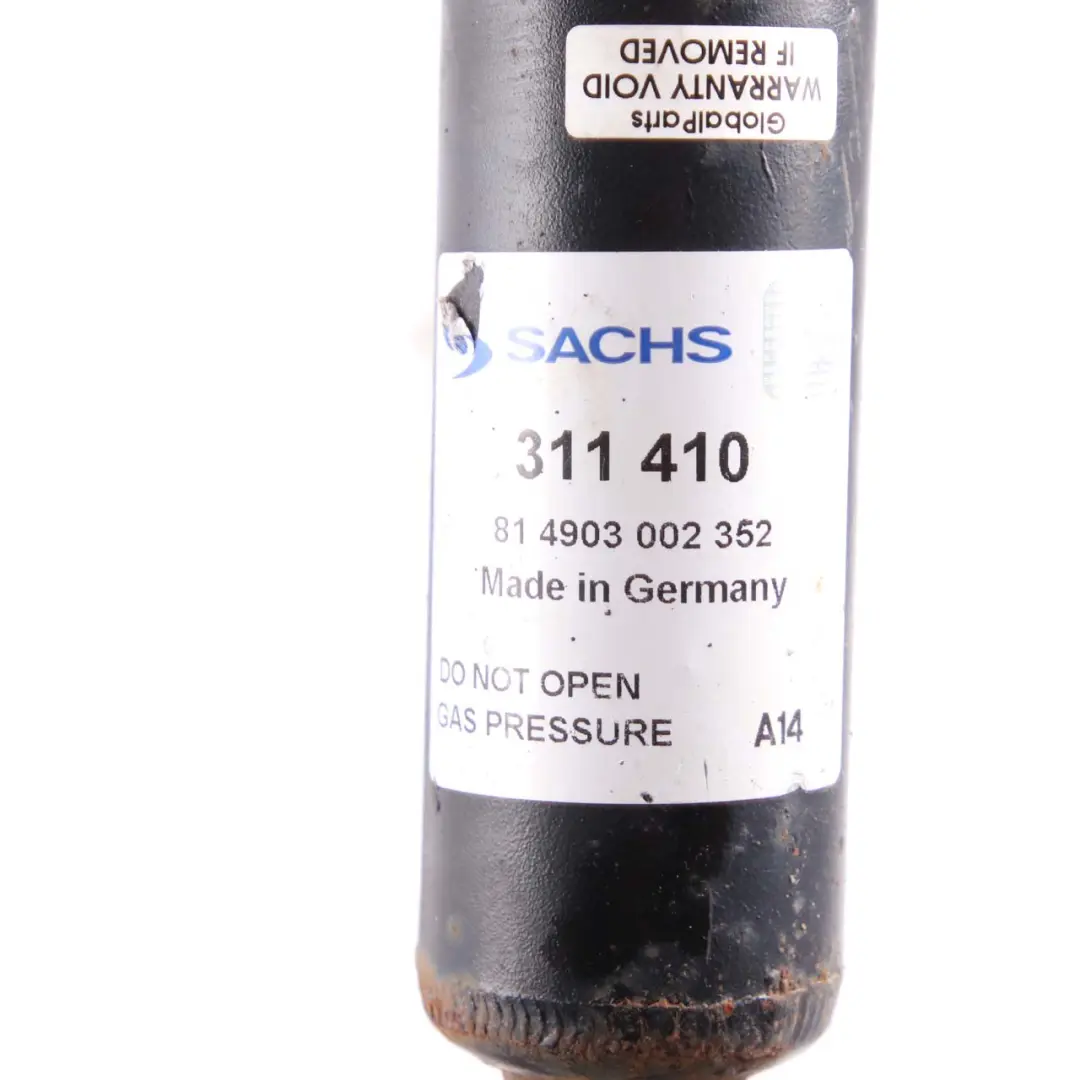 GlobalParts
WARRANTY VOID
IF REMOVED
SACHS
311 410
81 4903 002 352
Made in Germany
DO NOT OPEN
GAS PRESSURE A14